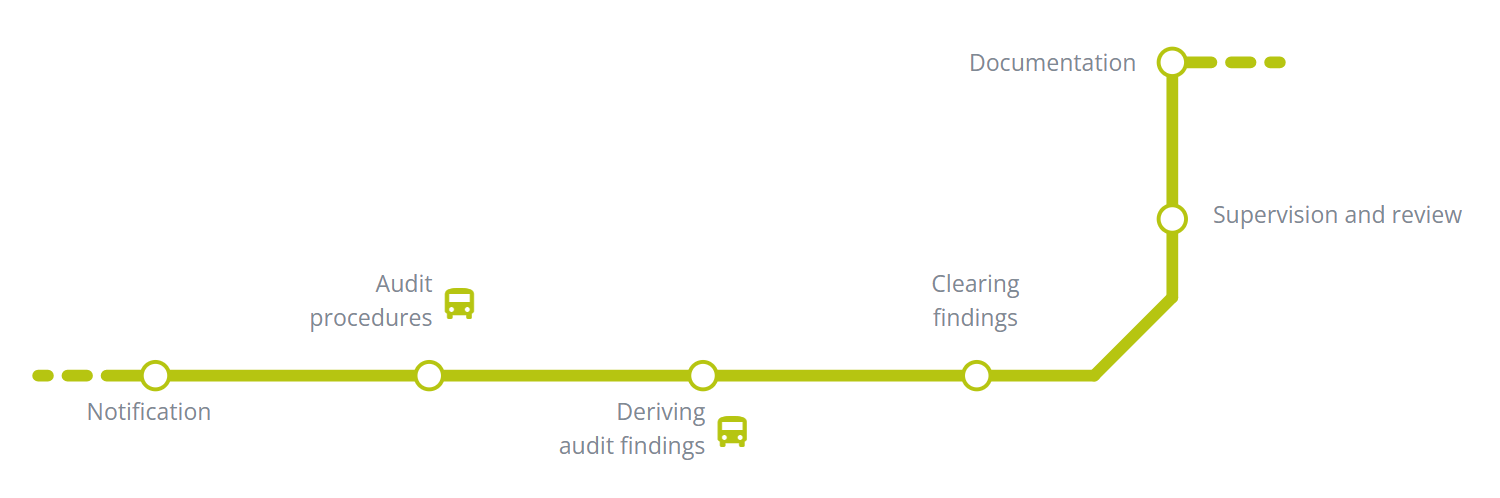 Documentation
Supervision and review
Audit
procedures
Clearing
findings
Notification
Deriving
audit findings